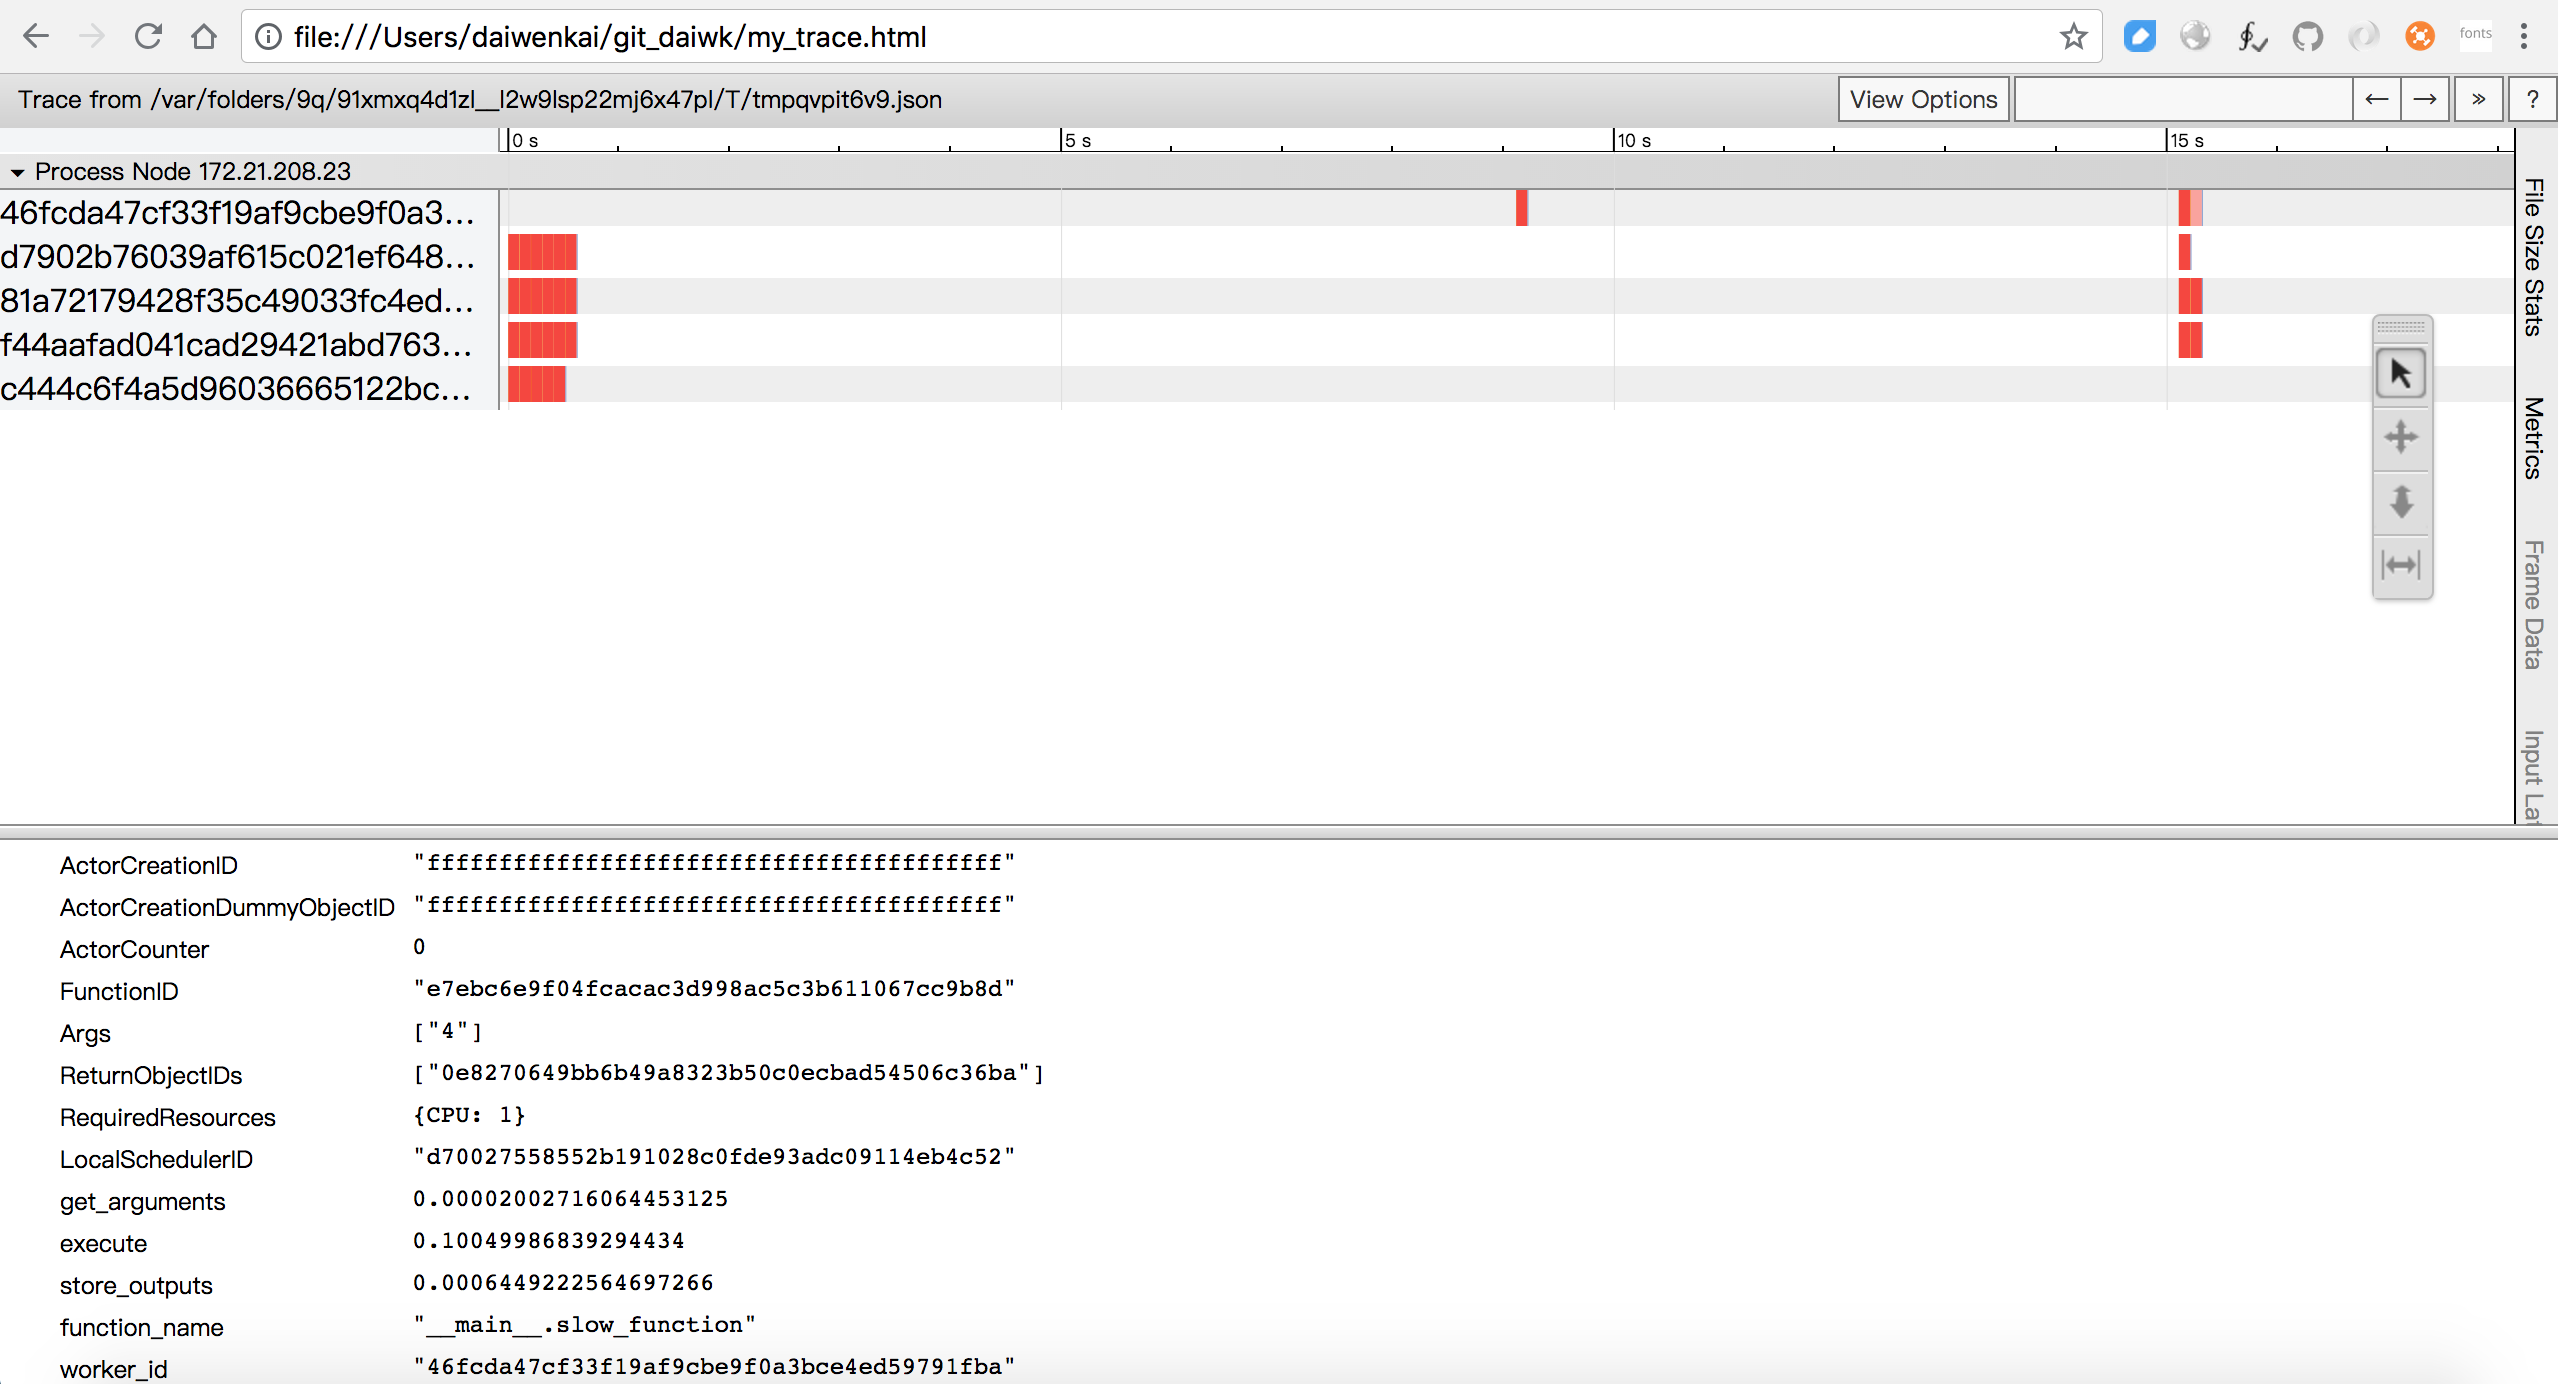 file:///Users/daiwenkai/git_daiwk/my_trace.html
fonts
Trace from /var/folders/9q/91xmxq4d1zl__l2w9lsp22mj6x47pl/T/tmpqvpit6v9.json
View Options ← → » ?
0 s 5 s 10 s 15 s
Process Node 172.21.208.23
46fcda47cf33f19af9cbe9f0a3...
d7902b76039af615c021ef648...
81a72179428f35c49033fc4ed...
f44aafad041cad29421abd763...
c444c6f4a5d96036665122bc...
File Size Stats
Metrics
Frame Data
Input Lat
ActorCreationID "ffffffffffffffffffffffffffffffffffffffff"
ActorCreationDummyObjectID "ffffffffffffffffffffffffffffffffffffffff"
ActorCounter 0
FunctionID "e7ebc6e9f04fcacac3d998ac5c3b611067cc9b8d"
Args ["4"]
ReturnObjectIDs ["0e8270649bb6b49a8323b50c0ecbad54506c36ba"]
RequiredResources {CPU: 1}
LocalSchedulerID "d70027558552b191028c0fde93adc09114eb4c52"
get_arguments 0.00002002716064453125
execute 0.10049986839294434
store_outputs 0.0006449222564697266
function_name "__main__.slow_function"
worker_id "46fcda47cf33f19af9cbe9f0a3bce4ed59791fba"